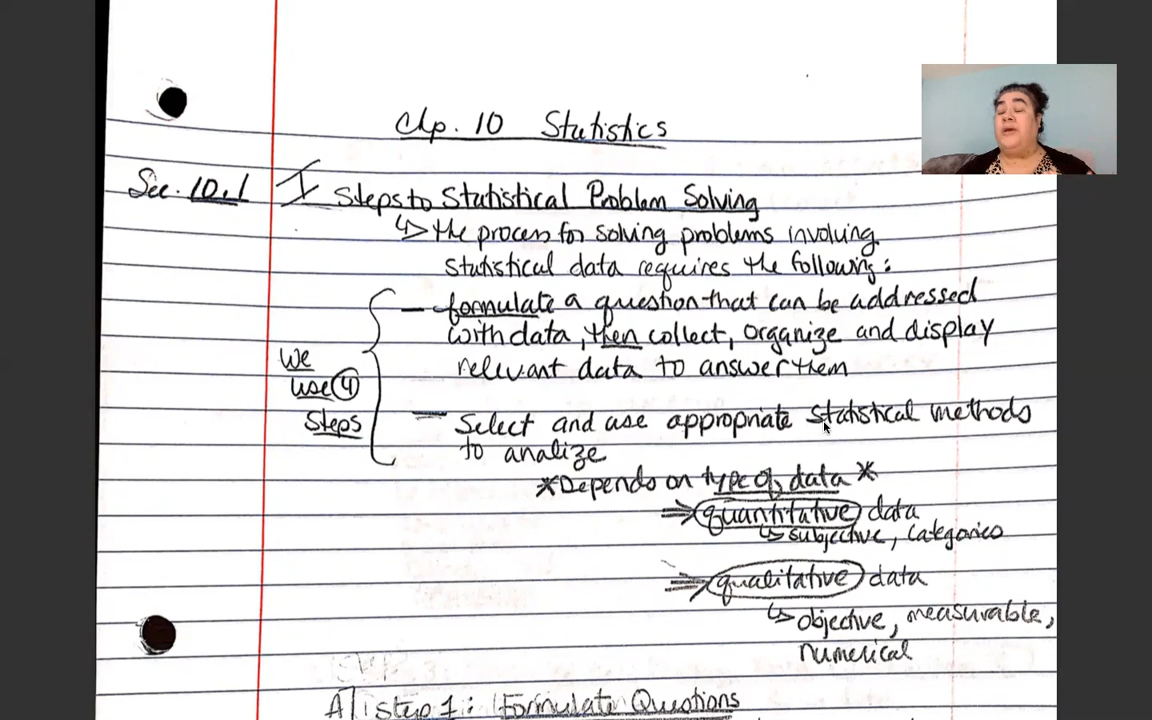 Chp. 10 Statistics
Sec. 10.1 I Steps to Statistical Problem Solving
↳ the process for solving problems involving
statistical data requires the following:
— formulate a question that can be addressed
with data, then collect, organize and display
relevant data to answer them
We
use 4
Steps
— Select and use appropriate statistical methods
to analize
*Depends on type of data*
⇒ quantitative data
↳ subjective, categories
⇒ qualitative data
↳ objective, measurable,
numerical
A) step 1: Formulate Questions